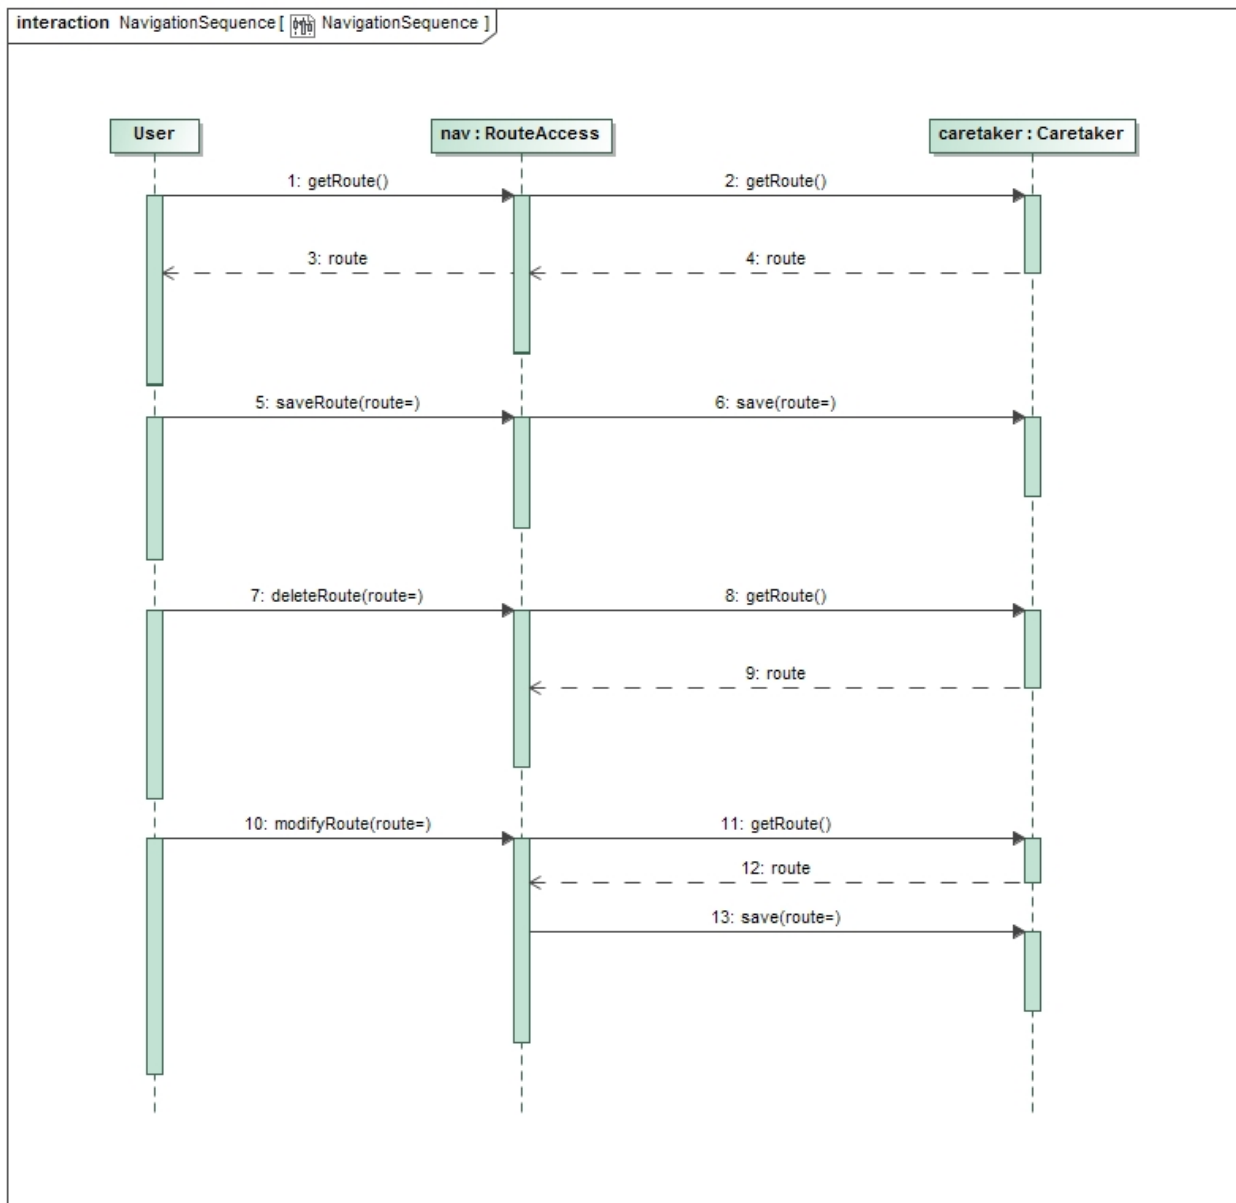 interaction NavigationSequence [ NavigationSequence ]
User
nav : RouteAccess
caretaker : Caretaker
1: getRoute()
2: getRoute()
3: route
4: route
5: saveRoute(route=)
6: save(route=)
7: deleteRoute(route=)
8: getRoute()
9: route
10: modifyRoute(route=)
11: getRoute()
12: route
13: save(route=)